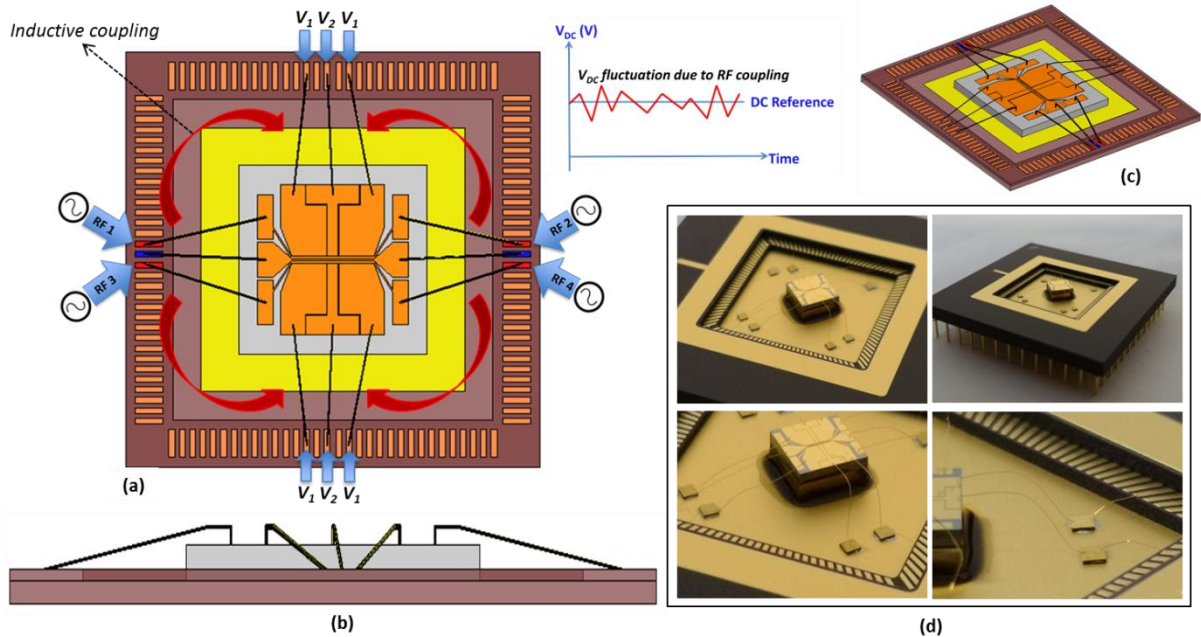 Inductive coupling
V1 V2 V1
VDC (V)
VDC fluctuation due to RF coupling
DC Reference
Time
RF 1
RF 2
RF 3
RF 4
(a)
V1 V2 V1
(b)
(c)
(d)